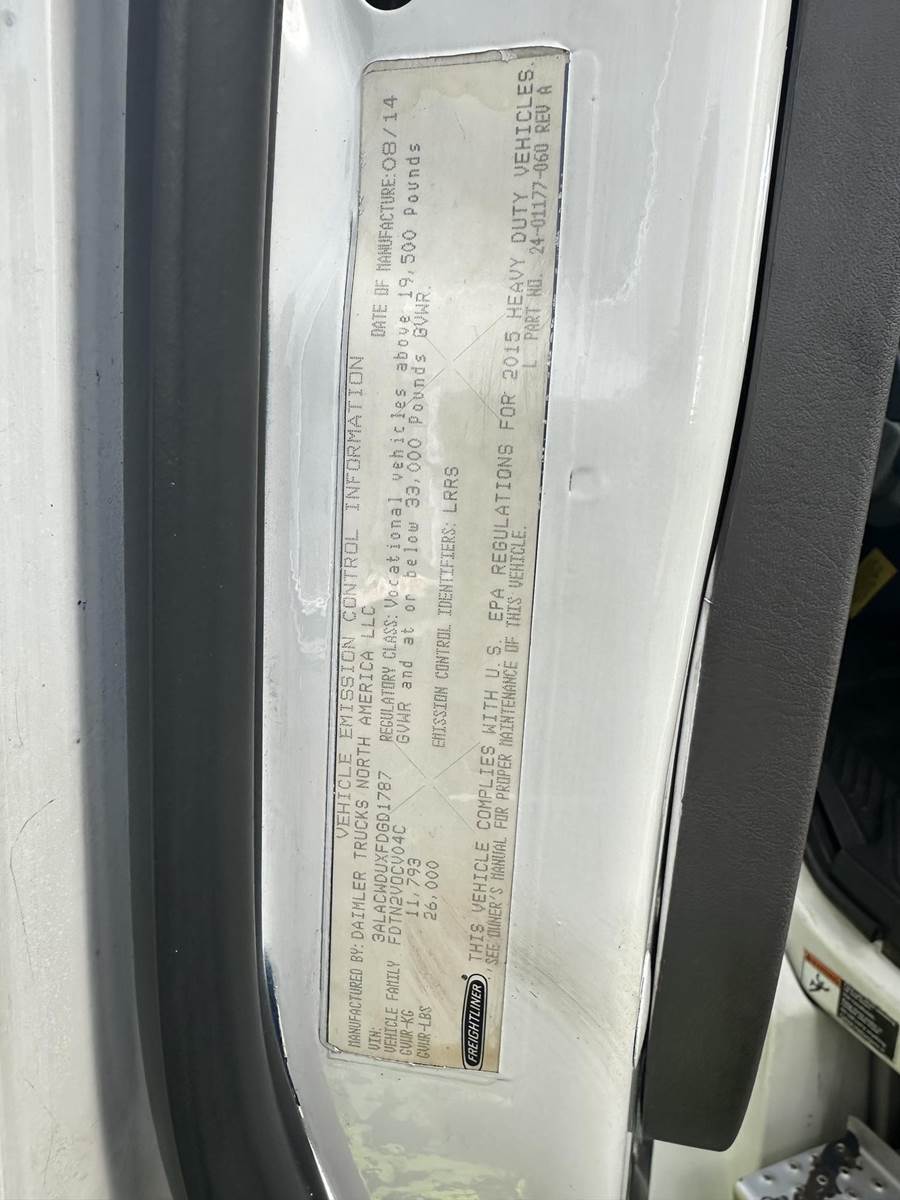 VEHICLE EMISSION CONTROL INFORMATION
MANUFACTURED BY: DAIMLER TRUCKS NORTH AMERICA LLC
DATE OF MANUFACTURE: 08/14
VIN: 3ALACWDUXFDGD1787
REGULATORY CLASS: Vocational vehicles above 19,500 Pounds
VEHICLE FAMILY FDTN2VOCV04C
GVWR and at or below 33,000 Pounds GVWR.
GVWR-KG 11,793
GVWR-LBS 26,000
EMISSION CONTROL IDENTIFIERS: LRRS
FREIGHTLINER
THIS VEHICLE COMPLIES WITH U.S. EPA REGULATIONS FOR 2015 HEAVY DUTY VEHICLES.
SEE OWNER'S MANUAL FOR PROPER MAINTENANCE OF THIS VEHICLE.
L PART NO. 24-01177-060 REV A